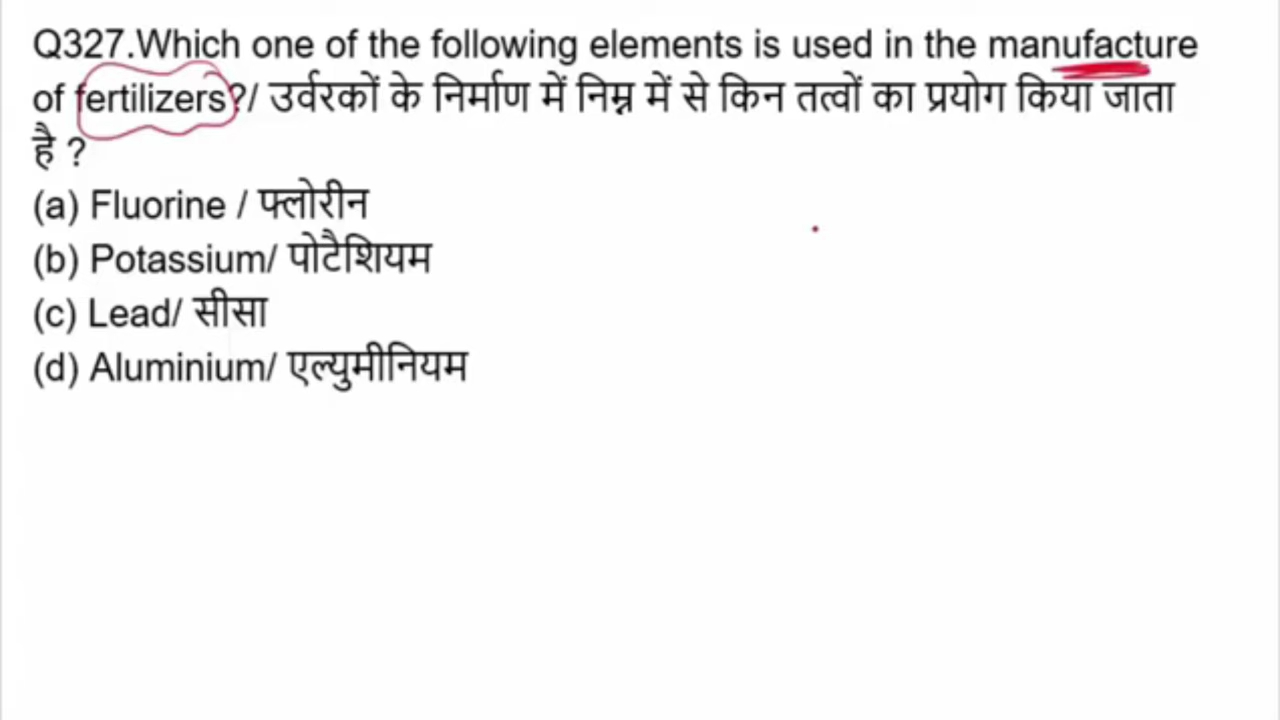 Q327.Which one of the following elements is used in the manufacture
of fertilizers?/ उर्वरकों के निर्माण में निम्न में से किन तत्वों का प्रयोग किया जाता
है ?
(a) Fluorine / फ्लोरीन
(b) Potassium/ पोटैशियम
(c) Lead/ सीसा
(d) Aluminium/ एल्युमीनियम